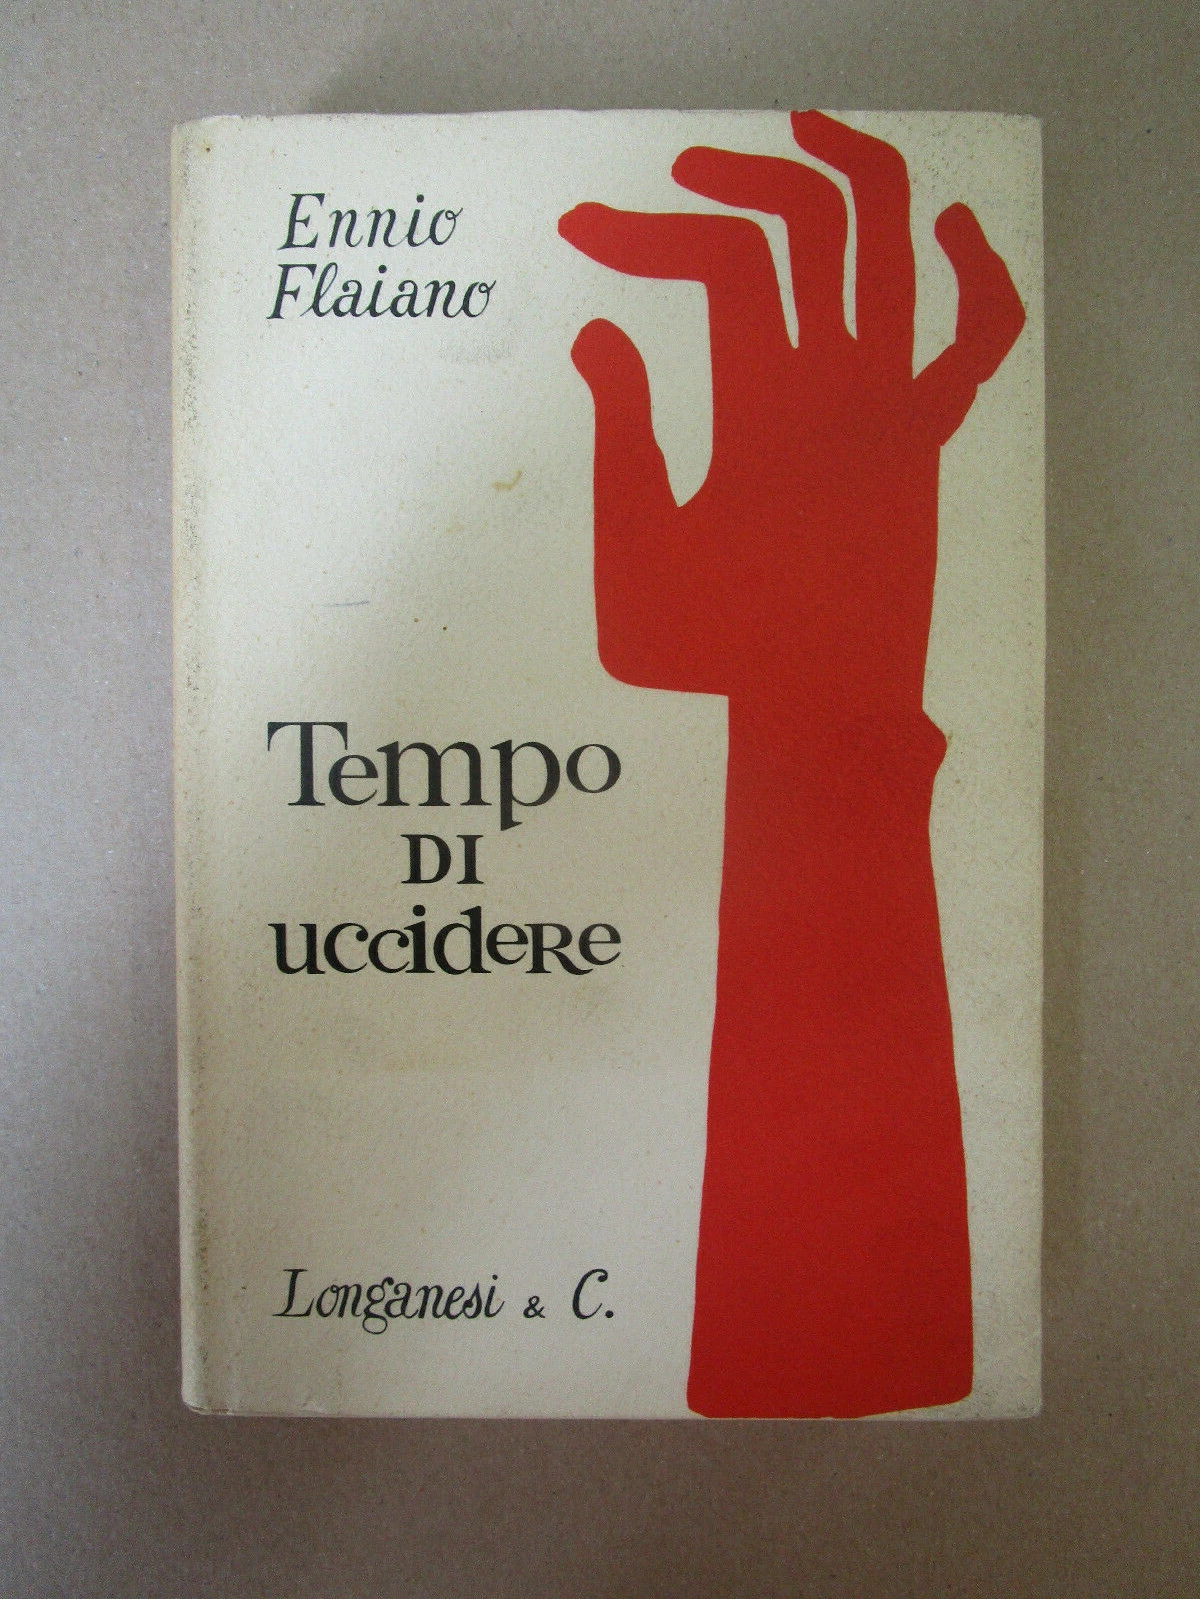 Ennio
Flaiano
Tempo
DI
uccideRe
Longanesi & C.